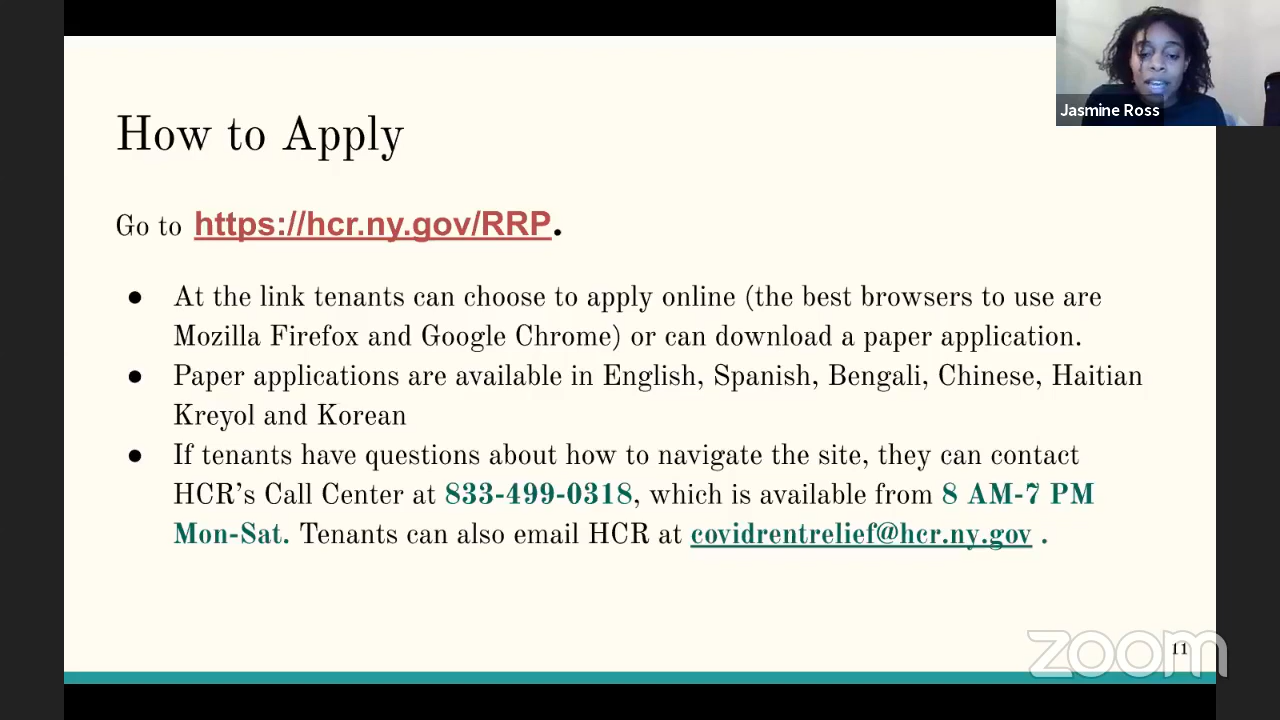 Jasmine Ross
How to Apply
Go to https://hcr.ny.gov/RRP.
● At the link tenants can choose to apply online (the best browsers to use are
Mozilla Firefox and Google Chrome) or can download a paper application.
● Paper applications are available in English, Spanish, Bengali, Chinese, Haitian
Kreyol and Korean
● If tenants have questions about how to navigate the site, they can contact
HCR’s Call Center at 833-499-0318, which is available from 8 AM-7 PM
Mon-Sat. Tenants can also email HCR at covidrentrelief@hcr.ny.gov .
zoom
11